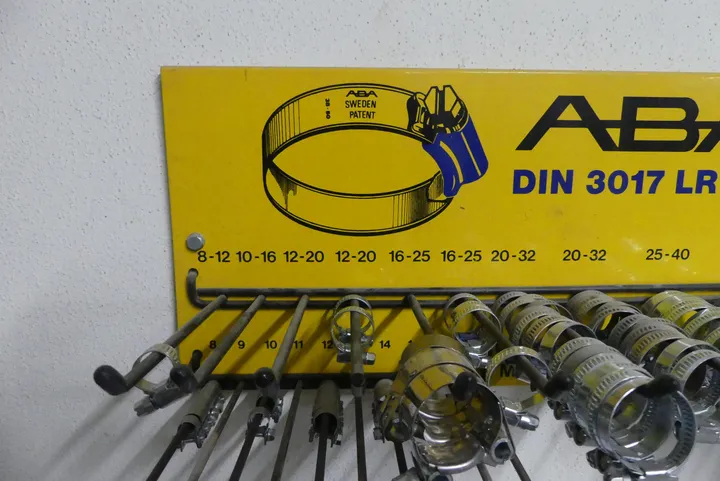 ABA
SWEDEN
PATENT
ABA
DIN 3017 LR
8-12 10-16 12-20 12-20 16-25 16-25 20-32 20-32 25-40
8 9 10 11 12 14
M